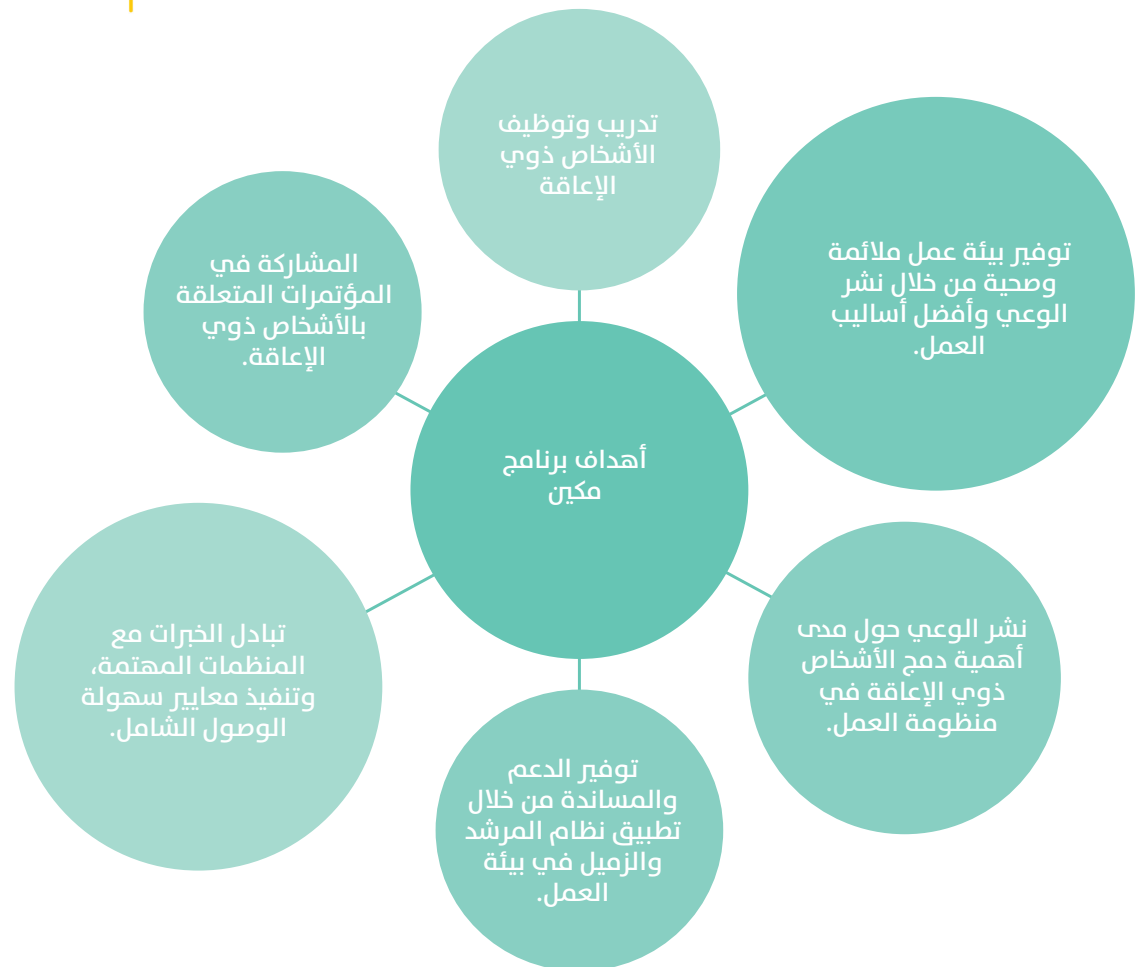 أهداف برنامج
مكين
تدريب وتوظيف
الأشخاص ذوي
الإعاقة
توفير بيئة عمل ملائمة
وصحية من خلال نشر
الوعي وأفضل أساليب
العمل.
نشر الوعي حول مدى
أهمية دمج الأشخاص
ذوي الإعاقة في
منظومة العمل.
توفير الدعم
والمساندة من خلال
تطبيق نظام المرشد
والزميل في بيئة
العمل.
تبادل الخبرات مع
المنظمات المهتمة،
وتنفيذ معايير سهولة
الوصول الشامل.
المشاركة في
المؤتمرات المتعلقة
بالأشخاص ذوي
الإعاقة.